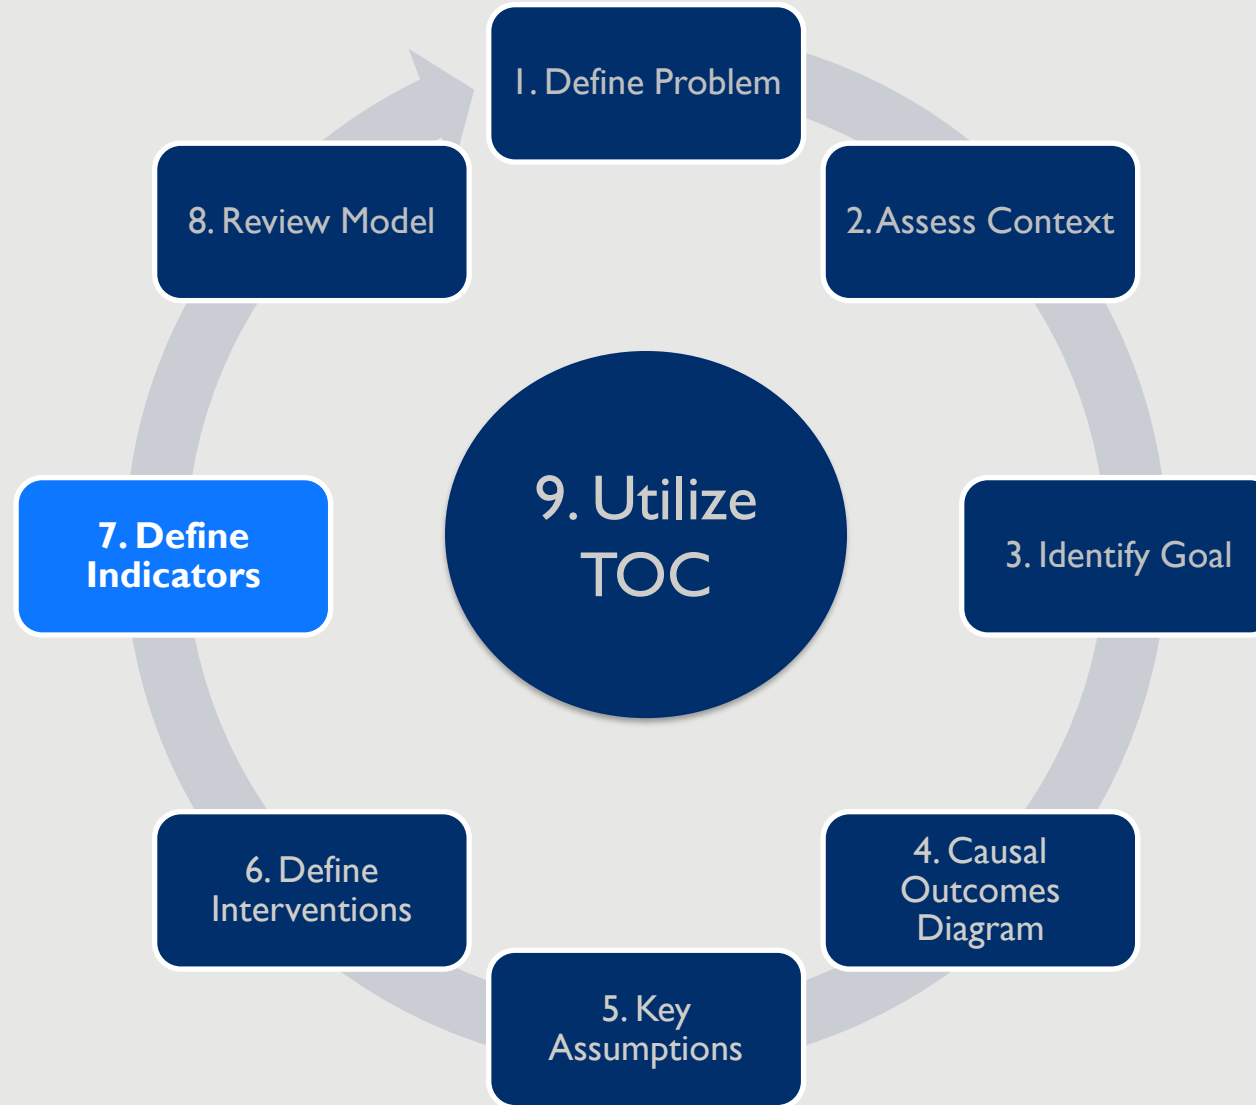 1. Define Problem
2. Assess Context
3. Identify Goal
4. Causal
Outcomes
Diagram
5. Key
Assumptions
6. Define
Interventions
7. Define
Indicators
8. Review Model
9. Utilize
TOC